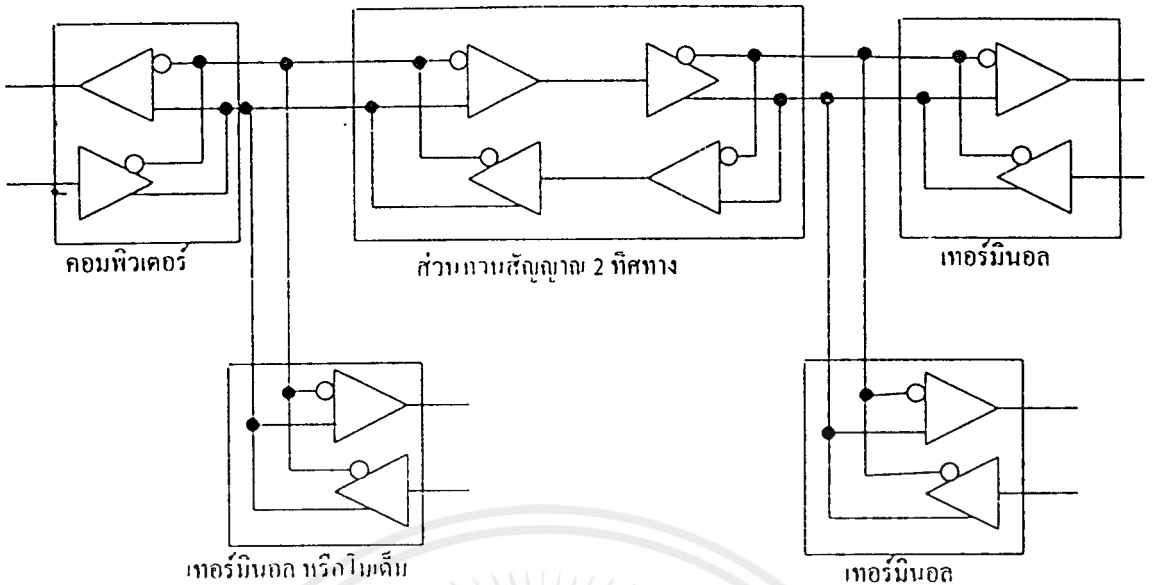 คอมพิวเตอร์
ส่วนทวนสัญญาณ 2 ทิศทาง
เทอร์มินอล
เทอร์มินอล หรือโมเด็ม
เทอร์มินอล